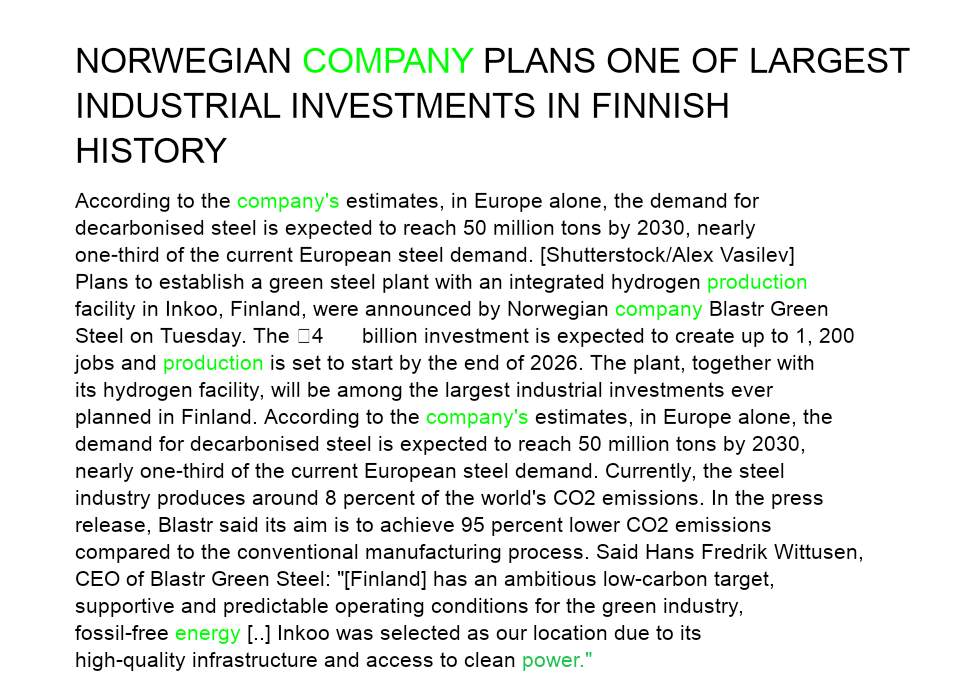 NORWEGIAN COMPANY PLANS ONE OF LARGEST
INDUSTRIAL INVESTMENTS IN FINNISH
HISTORY
According to the company's estimates, in Europe alone, the demand for
decarbonised steel is expected to reach 50 million tons by 2030, nearly
one-third of the current European steel demand. [Shutterstock/Alex Vasilev]
Plans to establish a green steel plant with an integrated hydrogen production
facility in Inkoo, Finland, were announced by Norwegian company Blastr Green
Steel on Tuesday. The □4 billion investment is expected to create up to 1, 200
jobs and production is set to start by the end of 2026. The plant, together with
its hydrogen facility, will be among the largest industrial investments ever
planned in Finland. According to the company's estimates, in Europe alone, the
demand for decarbonised steel is expected to reach 50 million tons by 2030,
nearly one-third of the current European steel demand. Currently, the steel
industry produces around 8 percent of the world's CO2 emissions. In the press
release, Blastr said its aim is to achieve 95 percent lower CO2 emissions
compared to the conventional manufacturing process. Said Hans Fredrik Wittusen,
CEO of Blastr Green Steel: "[Finland] has an ambitious low-carbon target,
supportive and predictable operating conditions for the green industry,
fossil-free energy [..] Inkoo was selected as our location due to its
high-quality infrastructure and access to clean power."